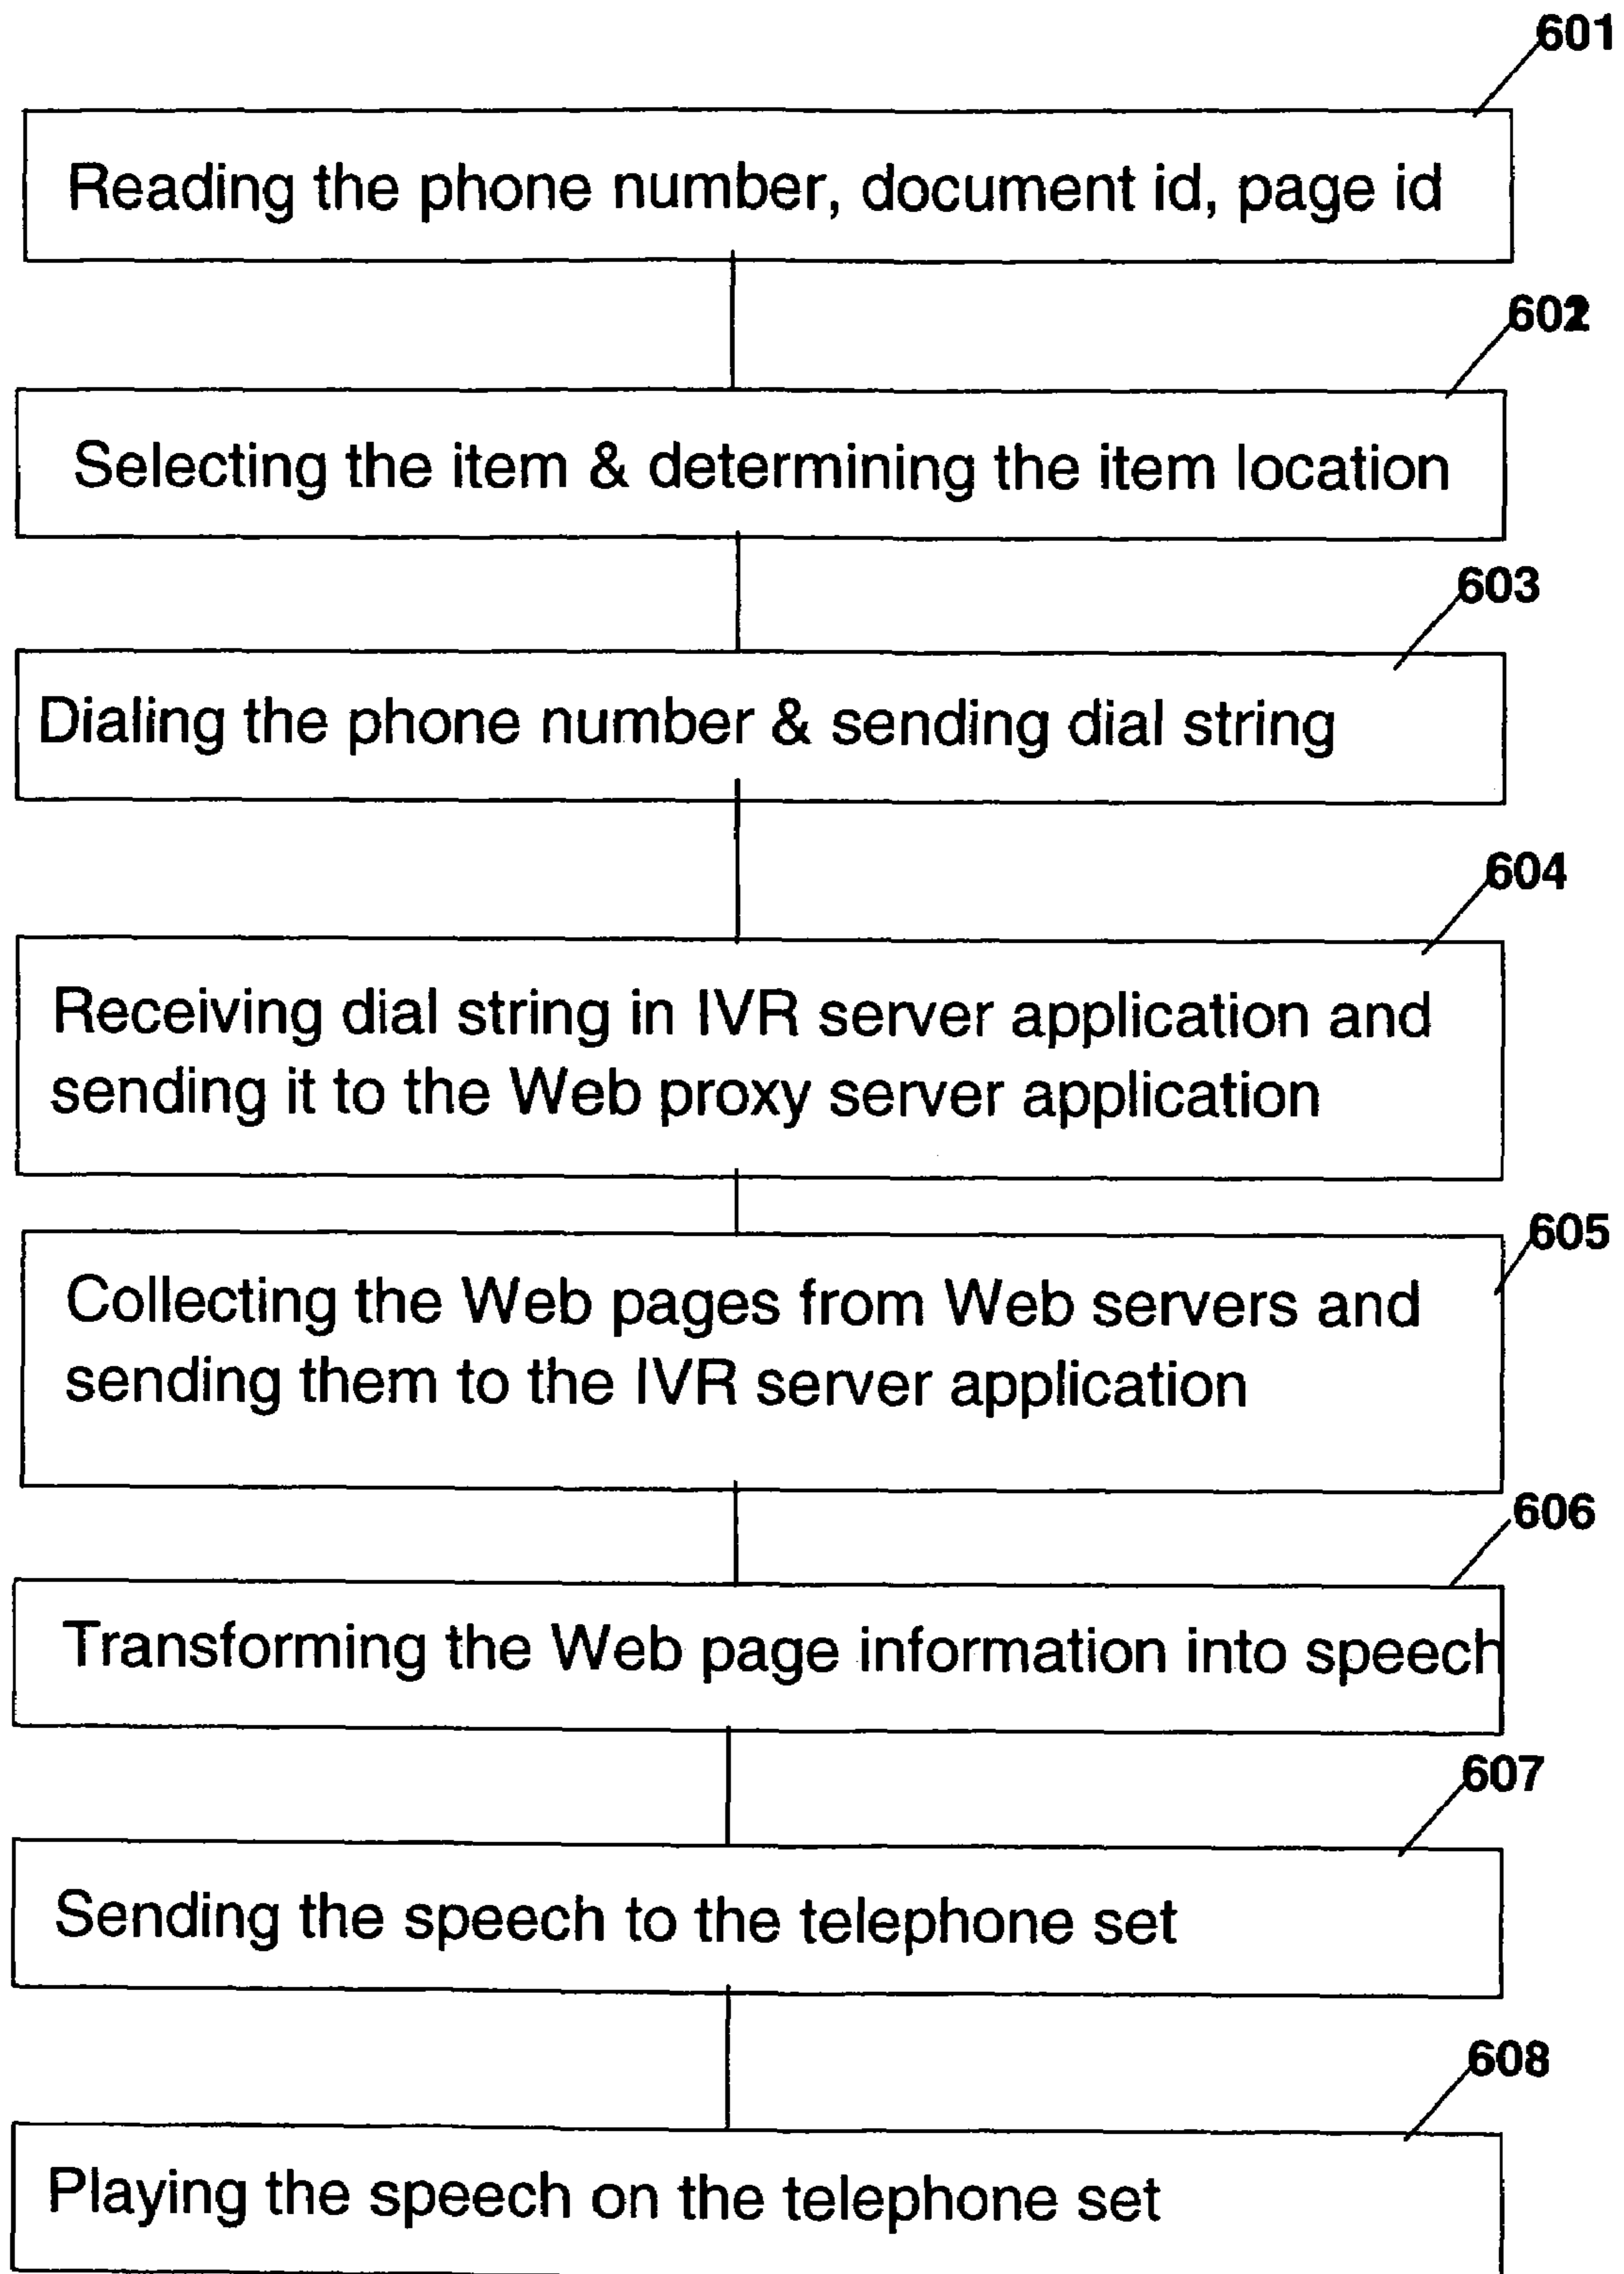 601
Reading the phone number, document id, page id
602
Selecting the item & determining the item location
603
Dialing the phone number & sending dial string
604
Receiving dial string in IVR server application and
sending it to the Web proxy server application
605
Collecting the Web pages from Web servers and
sending them to the IVR server application
606
Transforming the Web page information into speech
607
Sending the speech to the telephone set
608
Playing the speech on the telephone set